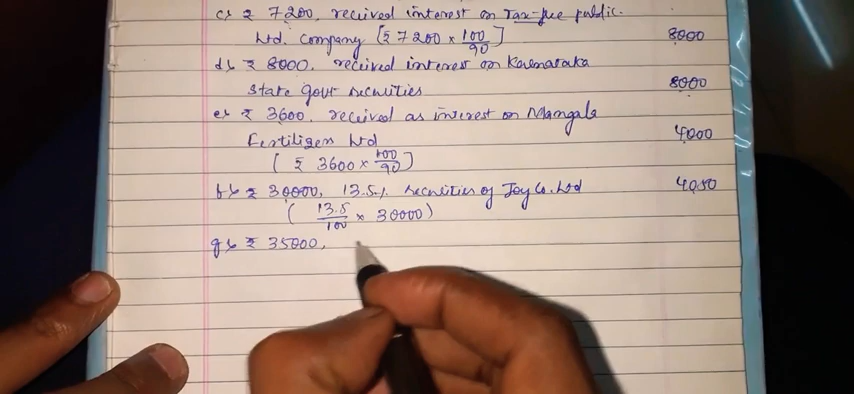 c) ₹ 7200, received interest on Tax-free public.
Ltd. Company [₹ 7200 × 100/90] 8000
d) ₹ 8000, received interest on Karnataka
State Govt securities 8000
e) ₹ 3600, received as interest on Mangala
Fertilizers Ltd 4000
( ₹ 3600 × 100/90 ]
f) ₹ 30000, 13.5% securities of Joy Co. Ltd 4050
( 13.5/100 × 30000)
g) ₹ 35000,